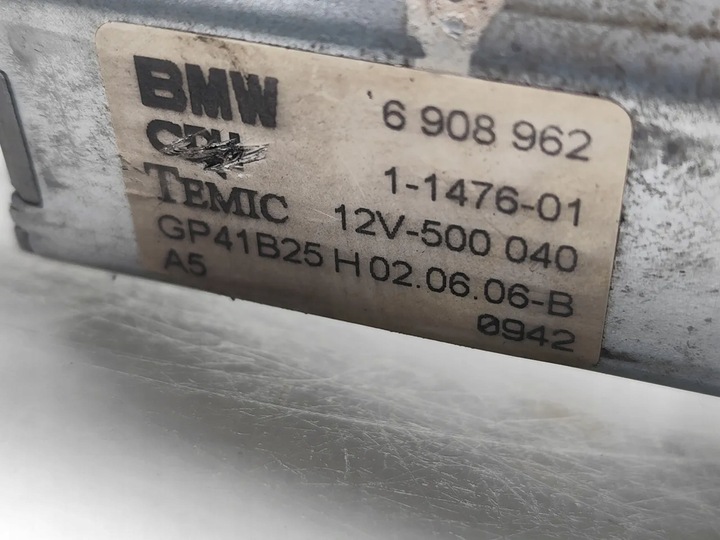 BMW 6 908 962
1-1476-01
TEMIC 12V-500 040
GP41B25 H 02.06.06-B
A5 0942